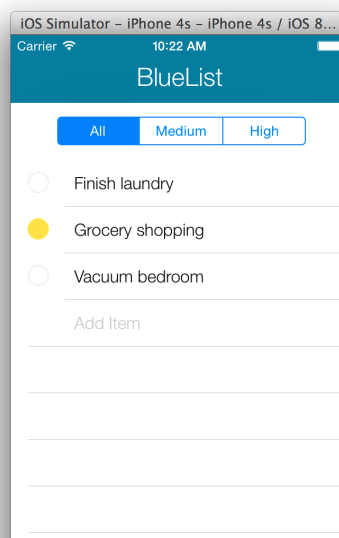 iOS Simulator – iPhone 4s – iPhone 4s / iOS 8...
Carrier 10:22 AM
BlueList
All Medium High
Finish laundry
Grocery shopping
Vacuum bedroom
Add Item